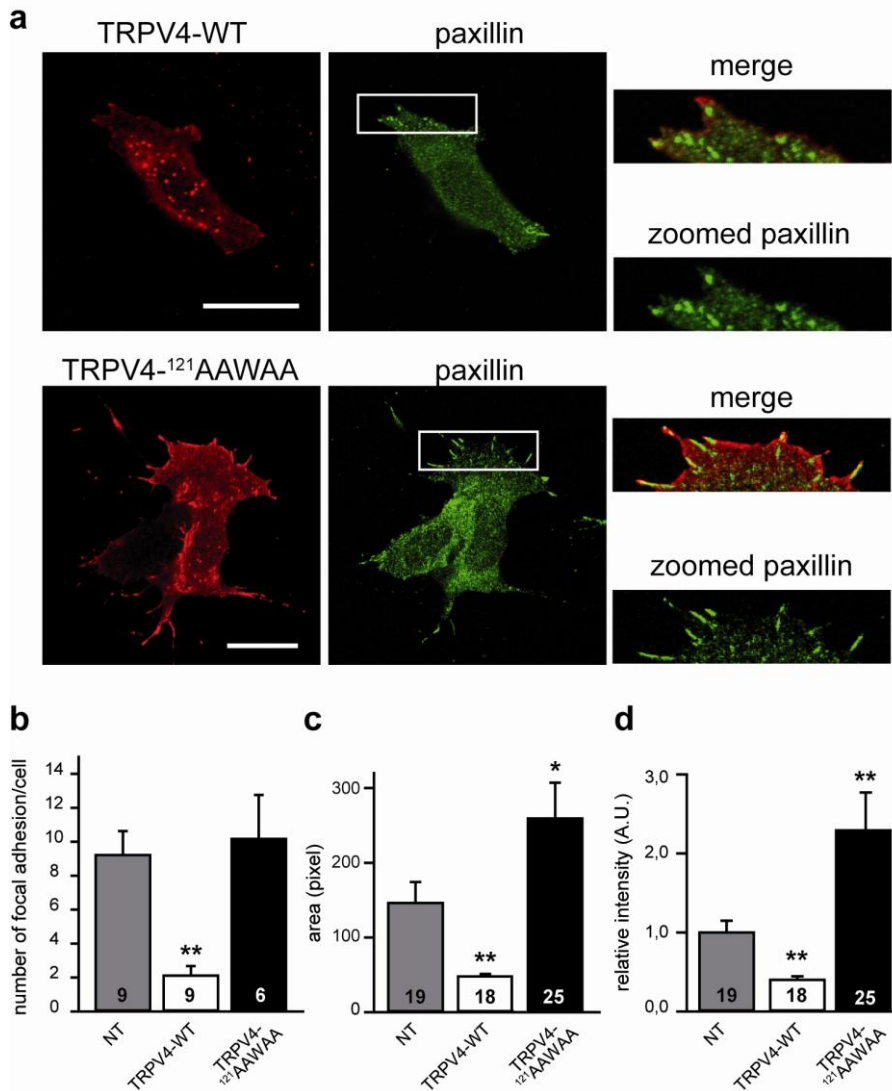 a
TRPV4-WT
paxillin
merge
zoomed paxillin
TRPV4-¹²¹AAWAA
paxillin
merge
zoomed paxillin
b
number of focal adhesion/cell
14
12
10
8
6
4
2
0
**
9
9
6
NT
TRPV4-WT
TRPV4-
¹²¹AAWAA
c
area (pixel)
300
200
100
0
**
*
19
18
25
NT
TRPV4-WT
TRPV4-
¹²¹AAWAA
d
relative intensity (A.U.)
3,0
2,0
1,0
0,0
**
**
19
18
25
NT
TRPV4-WT
TRPV4-
¹²¹AAWAA